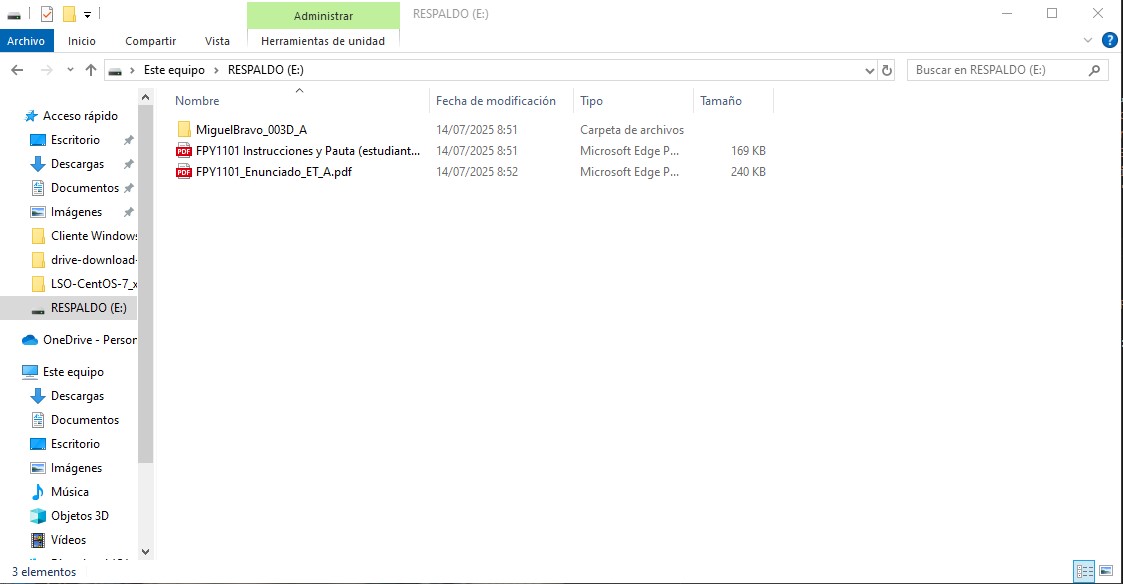 Administrar
RESPALDO (E:)
Archivo
Inicio
Compartir
Vista
Herramientas de unidad
?
Este equipo > RESPALDO (E:)
Buscar en RESPALDO (E:)
Nombre
Fecha de modificación
Tipo
Tamaño
MiguelBravo_003D_A
14/07/2025 8:51
Carpeta de archivos
PDF
FPY1101 Instrucciones y Pauta (estudiant...
14/07/2025 8:51
Microsoft Edge P...
169 KB
PDF
FPY1101_Enunciado_ET_A.pdf
14/07/2025 8:52
Microsoft Edge P...
240 KB
Acceso rápido
Escritorio
Descargas
Documentos
Imágenes
Cliente Windows
drive-download-
LSO-CentOS-7_x
RESPALDO (E:)
OneDrive - Person
Este equipo
Descargas
Documentos
Escritorio
Imágenes
Música
Objetos 3D
Vídeos
3 elementos